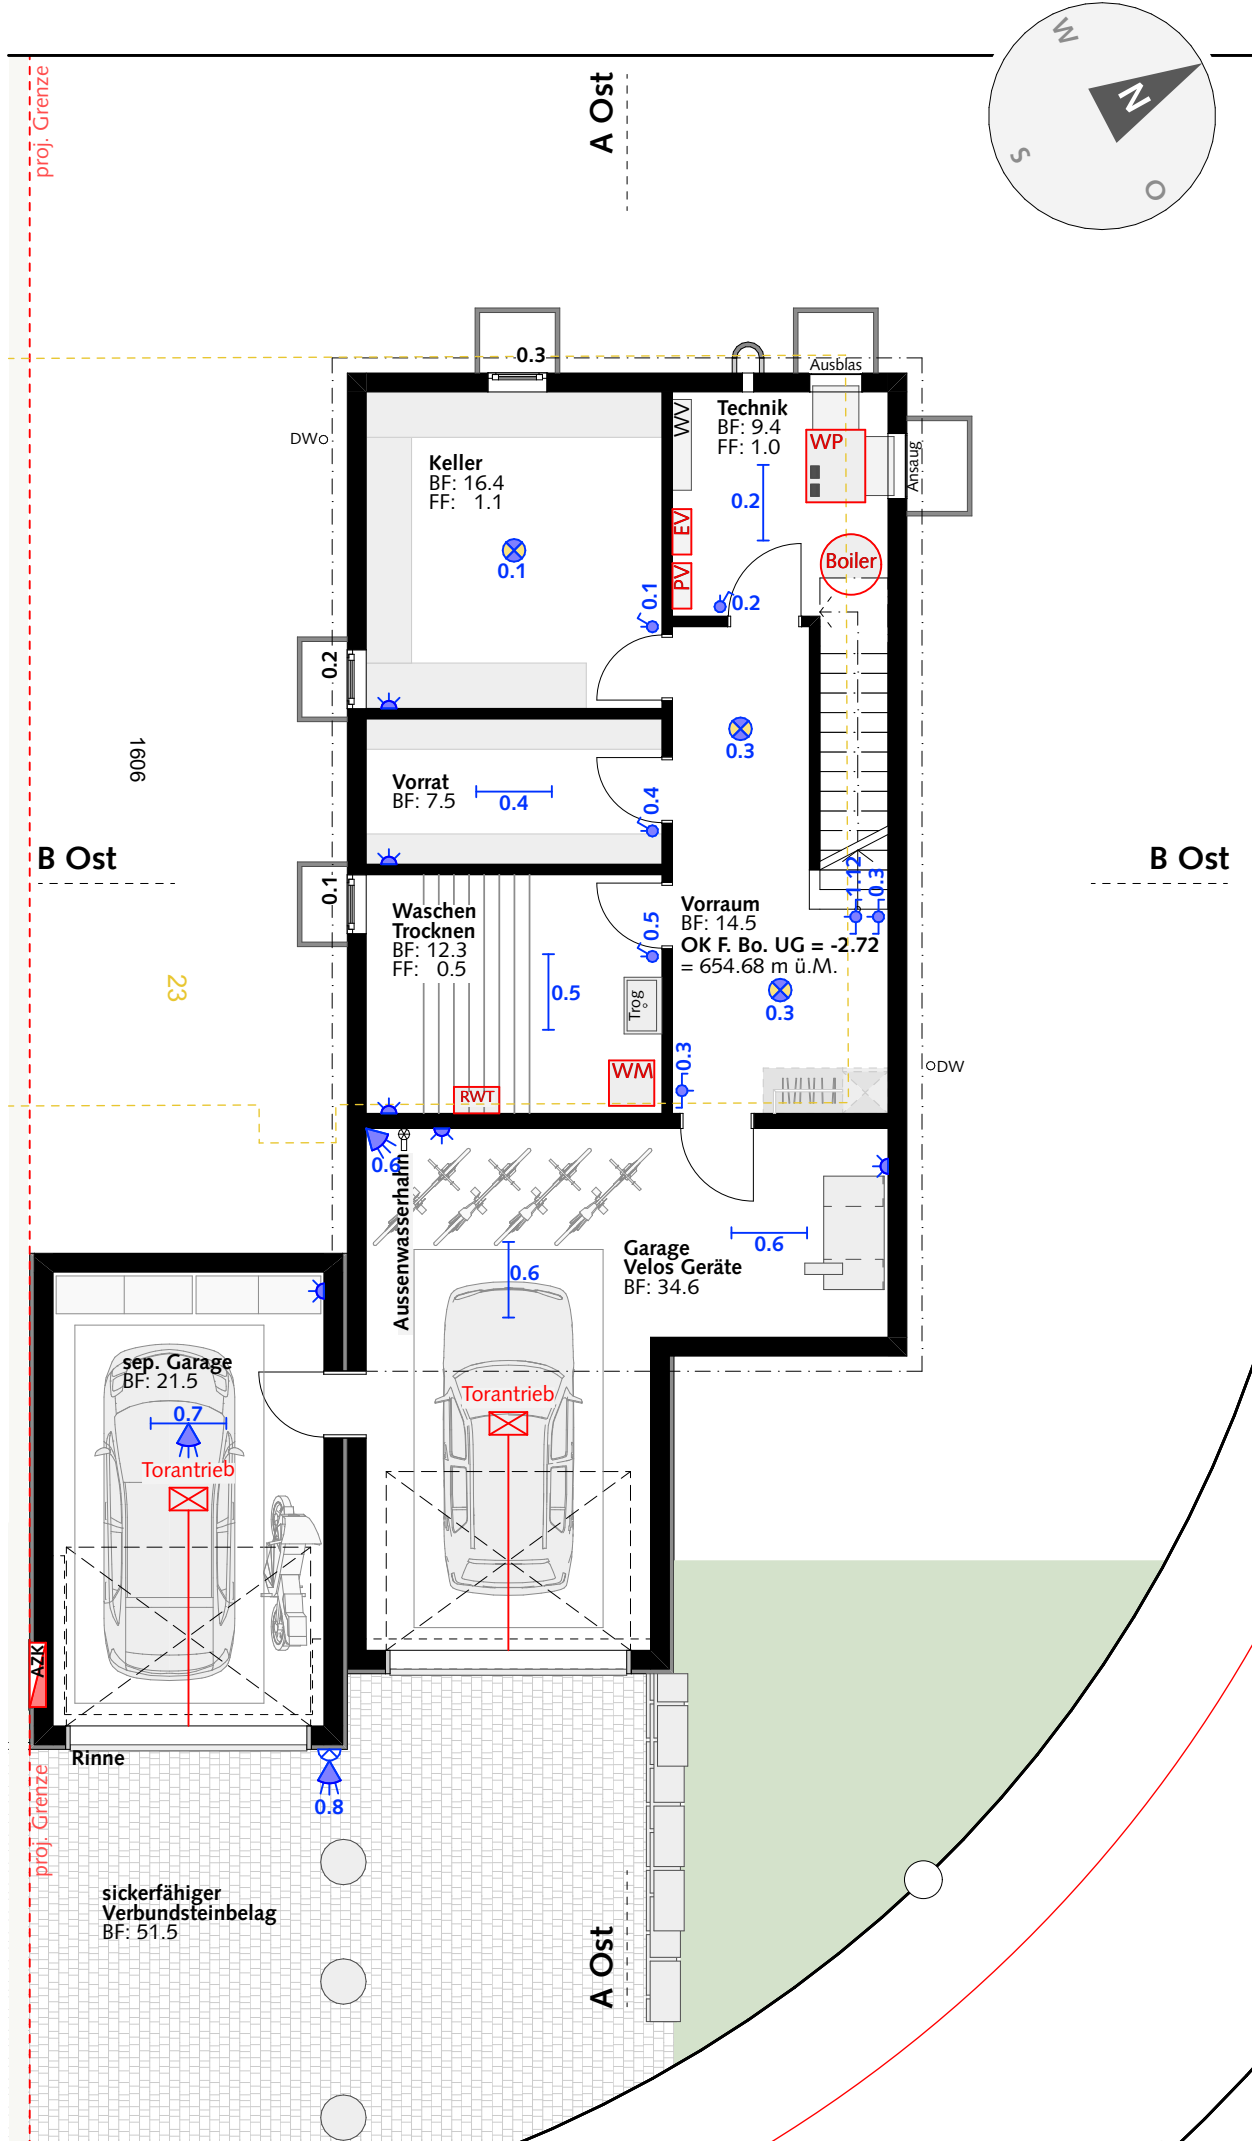 W
N
S
O
proj. Grenze
A Ost
0.3
Ausblas
Technik
BF: 9.4
FF: 1.0
WV
WP
Ansaug
DW
Keller
BF: 16.4
FF: 1.1
0.2
EV
0.1
Boiler
PV
0.1
0.2
0.2
0.3
1606
Vorrat
BF: 7.5
0.4
0.4
B Ost
B Ost
0.1
1.12
0.3
Waschen
Trocknen
BF: 12.3
FF: 0.5
0.5
Vorraum
BF: 14.5
OK F. Bo. UG = -2.72
= 654.68 m ü.M.
23
0.5
Trog
0.3
0.3
WM
RWT
DW
0.6
Aussenwasserhahn
0.6
Garage
Velos Geräte
BF: 34.6
0.6
sep. Garage
BF: 21.5
0.7
Torantrieb
Torantrieb
AZK
Rinne
proj. Grenze
0.8
sickerfähiger
Verbundsteinbelag
BF: 51.5
A Ost